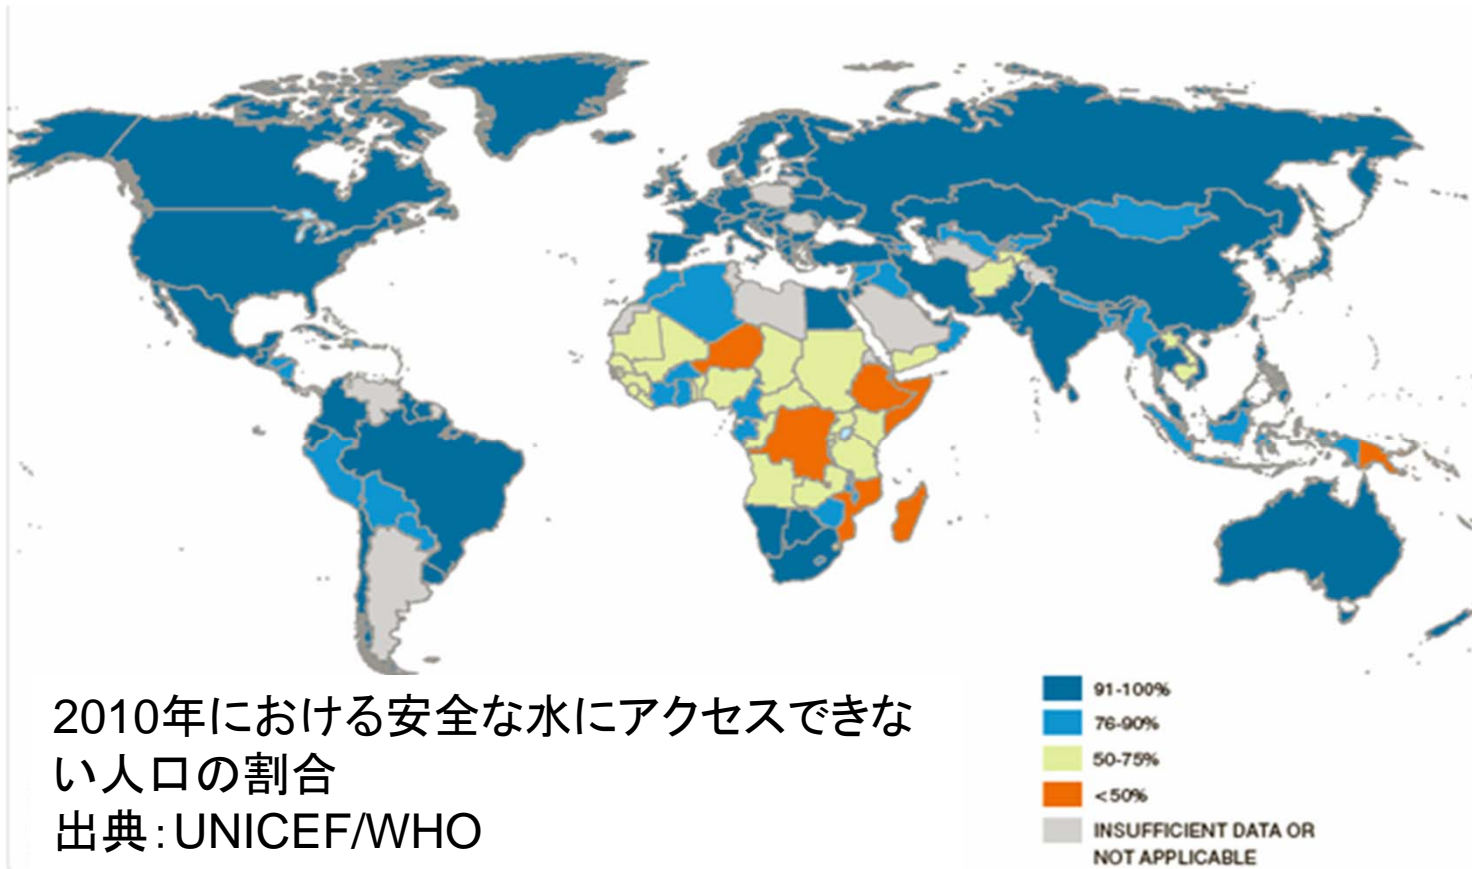 2010年における安全な水にアクセスできな
い人口の割合
出典：UNICEF/WHO
91-100%
76-90%
50-75%
<50%
INSUFFICIENT DATA OR
NOT APPLICABLE